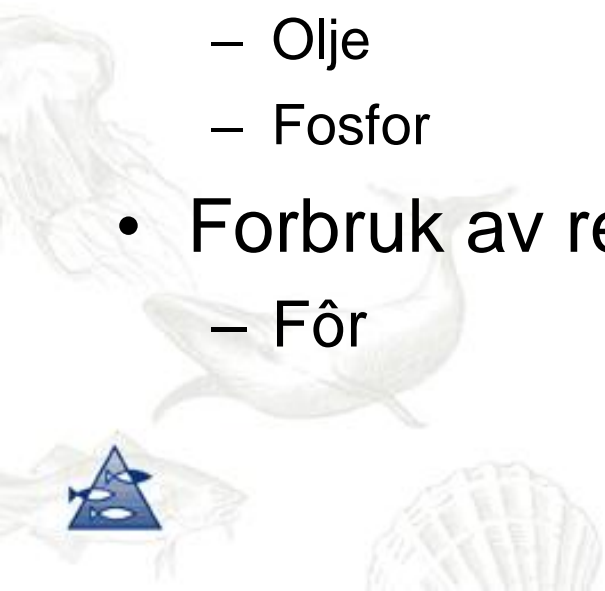 – Olje
– Fosfor
• Forbruk av re
– Fôr